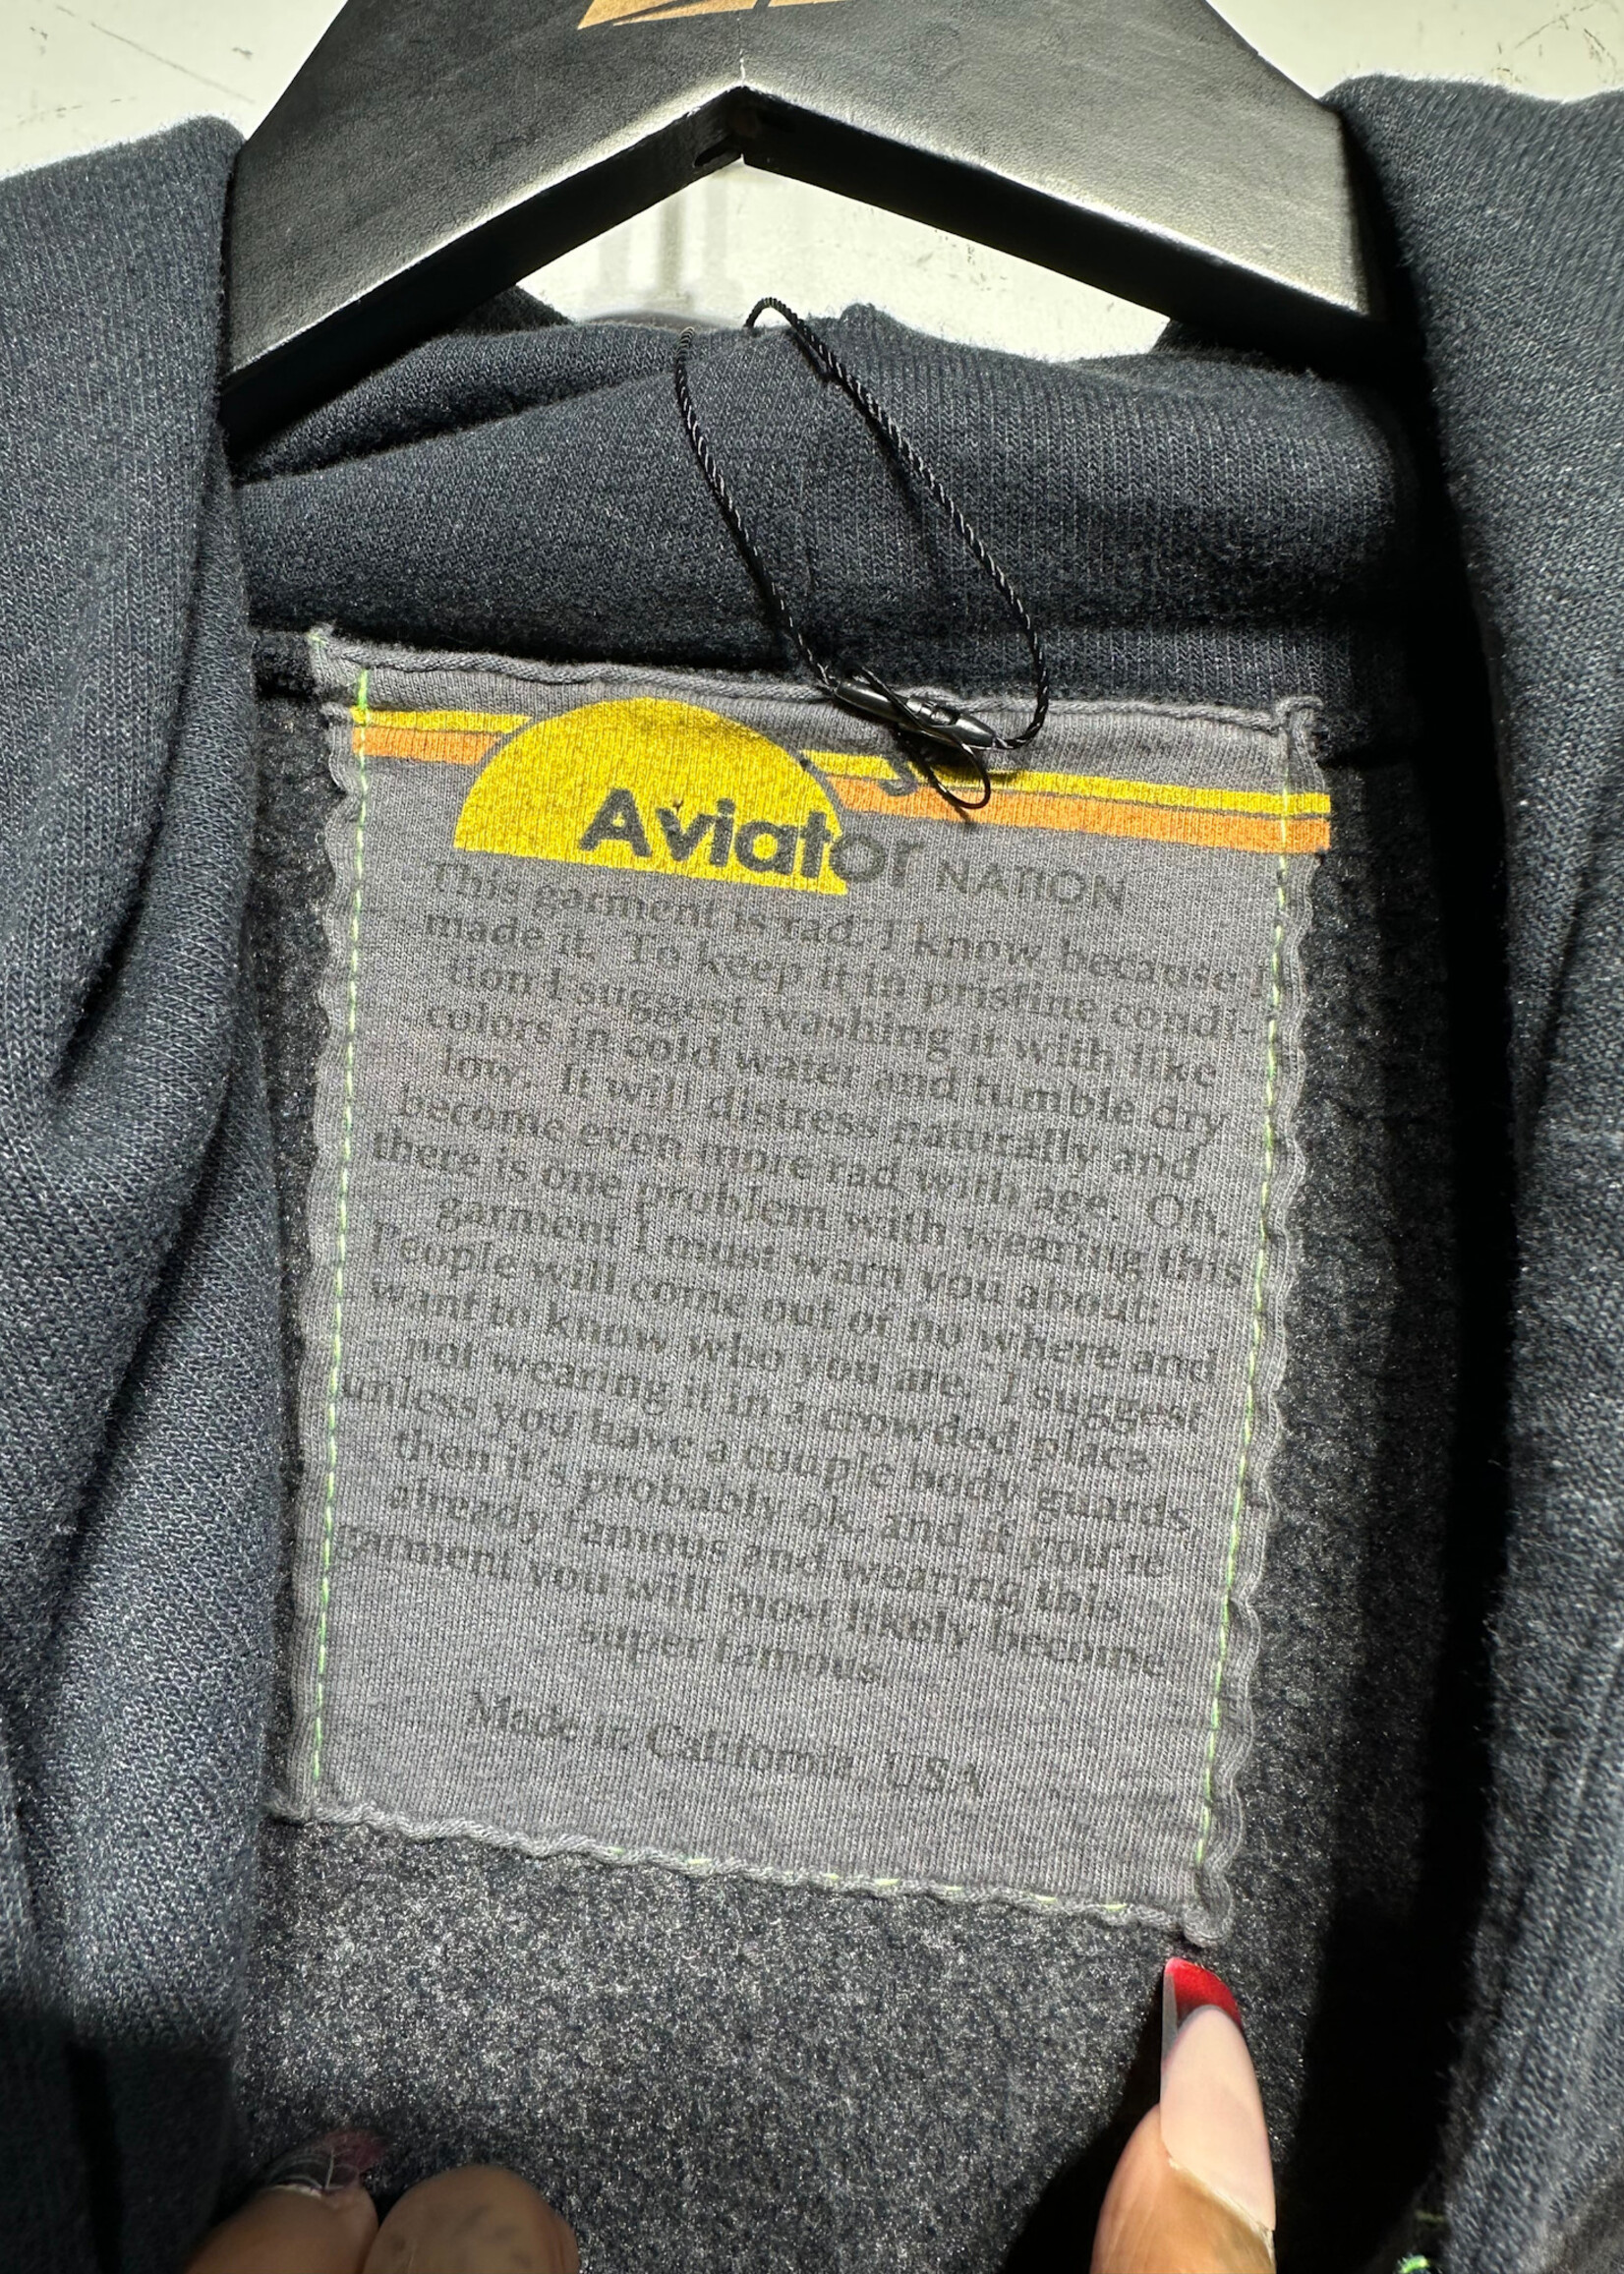 S
Aviator NATION
This garment is rad. I know because I
made it. To keep it in pristine condi-
tion I suggest washing it with like
colors in cold water and tumble dry
low. It will distress naturally and
become even more rad with age. Oh,
there is one problem with wearing this
garment I must warn you about:
People will come out of no where and
want to know who you are. I suggest
not wearing it in a crowded place
unless you have a couple body guards,
then it's probably ok, and if you're
already famous and wearing this
garment you will most likely become
super famous
Made in California, USA